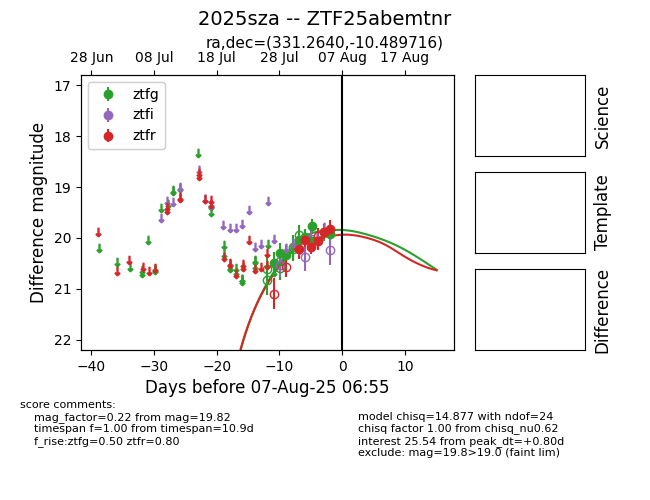 2025sza -- ZTF25abemtnr
ra,dec=(331.2640,-10.489716)
28 Jun 08 Jul 18 Jul 28 Jul 07 Aug 17 Aug
17
18
19
20
21
22
Difference magnitude
ztfg
ztfi
ztfr
−40 −30 −20 −10 0 10
Days before 07-Aug-25 06:55
Science
Template
Difference
score comments:
mag_factor=0.22 from mag=19.82
timespan f=1.00 from timespan=10.9d
f_rise:ztfg=0.50 ztfr=0.80
model chisq=14.877 with ndof=24
chisq factor 1.00 from chisq_nu0.62
interest 25.54 from peak_dt=+0.80d
exclude: mag=19.8>19.0 (faint lim)